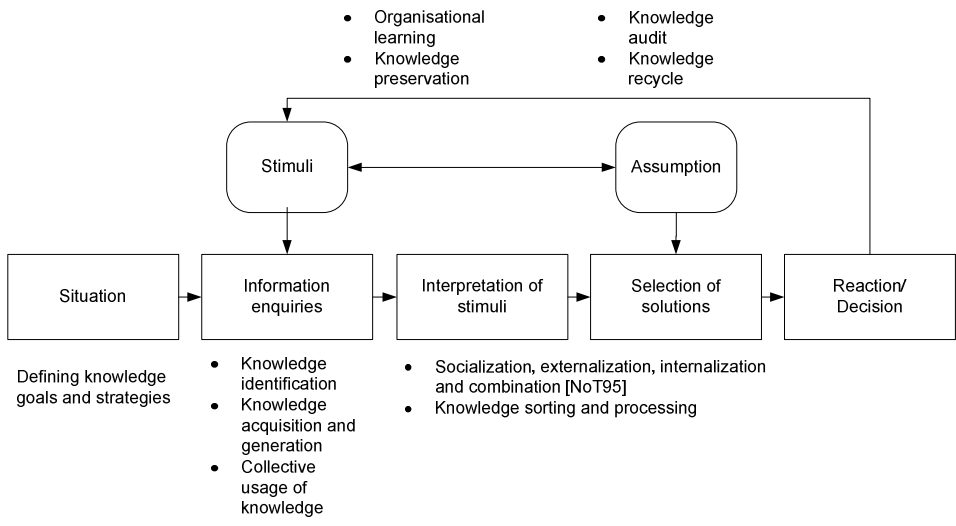 ● Organisational
learning
● Knowledge
preservation
● Knowledge
audit
● Knowledge
recycle
Stimuli
Assumption
Situation
Information
enquiries
Interpretation of
stimuli
Selection of
solutions
Reaction/
Decision
Defining knowledge
goals and strategies
● Knowledge
identification
● Knowledge
acquisition and
generation
● Collective
usage of
knowledge
● Socialization, externalization, internalization
and combination [NoT95]
● Knowledge sorting and processing